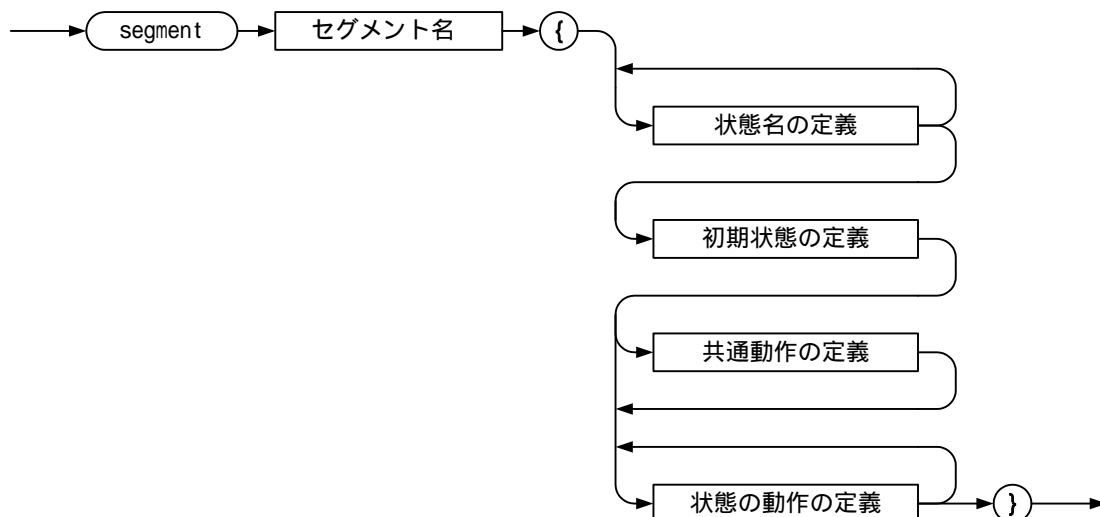 segment セグメント名 {
状態名の定義
初期状態の定義
共通動作の定義
状態の動作の定義 }